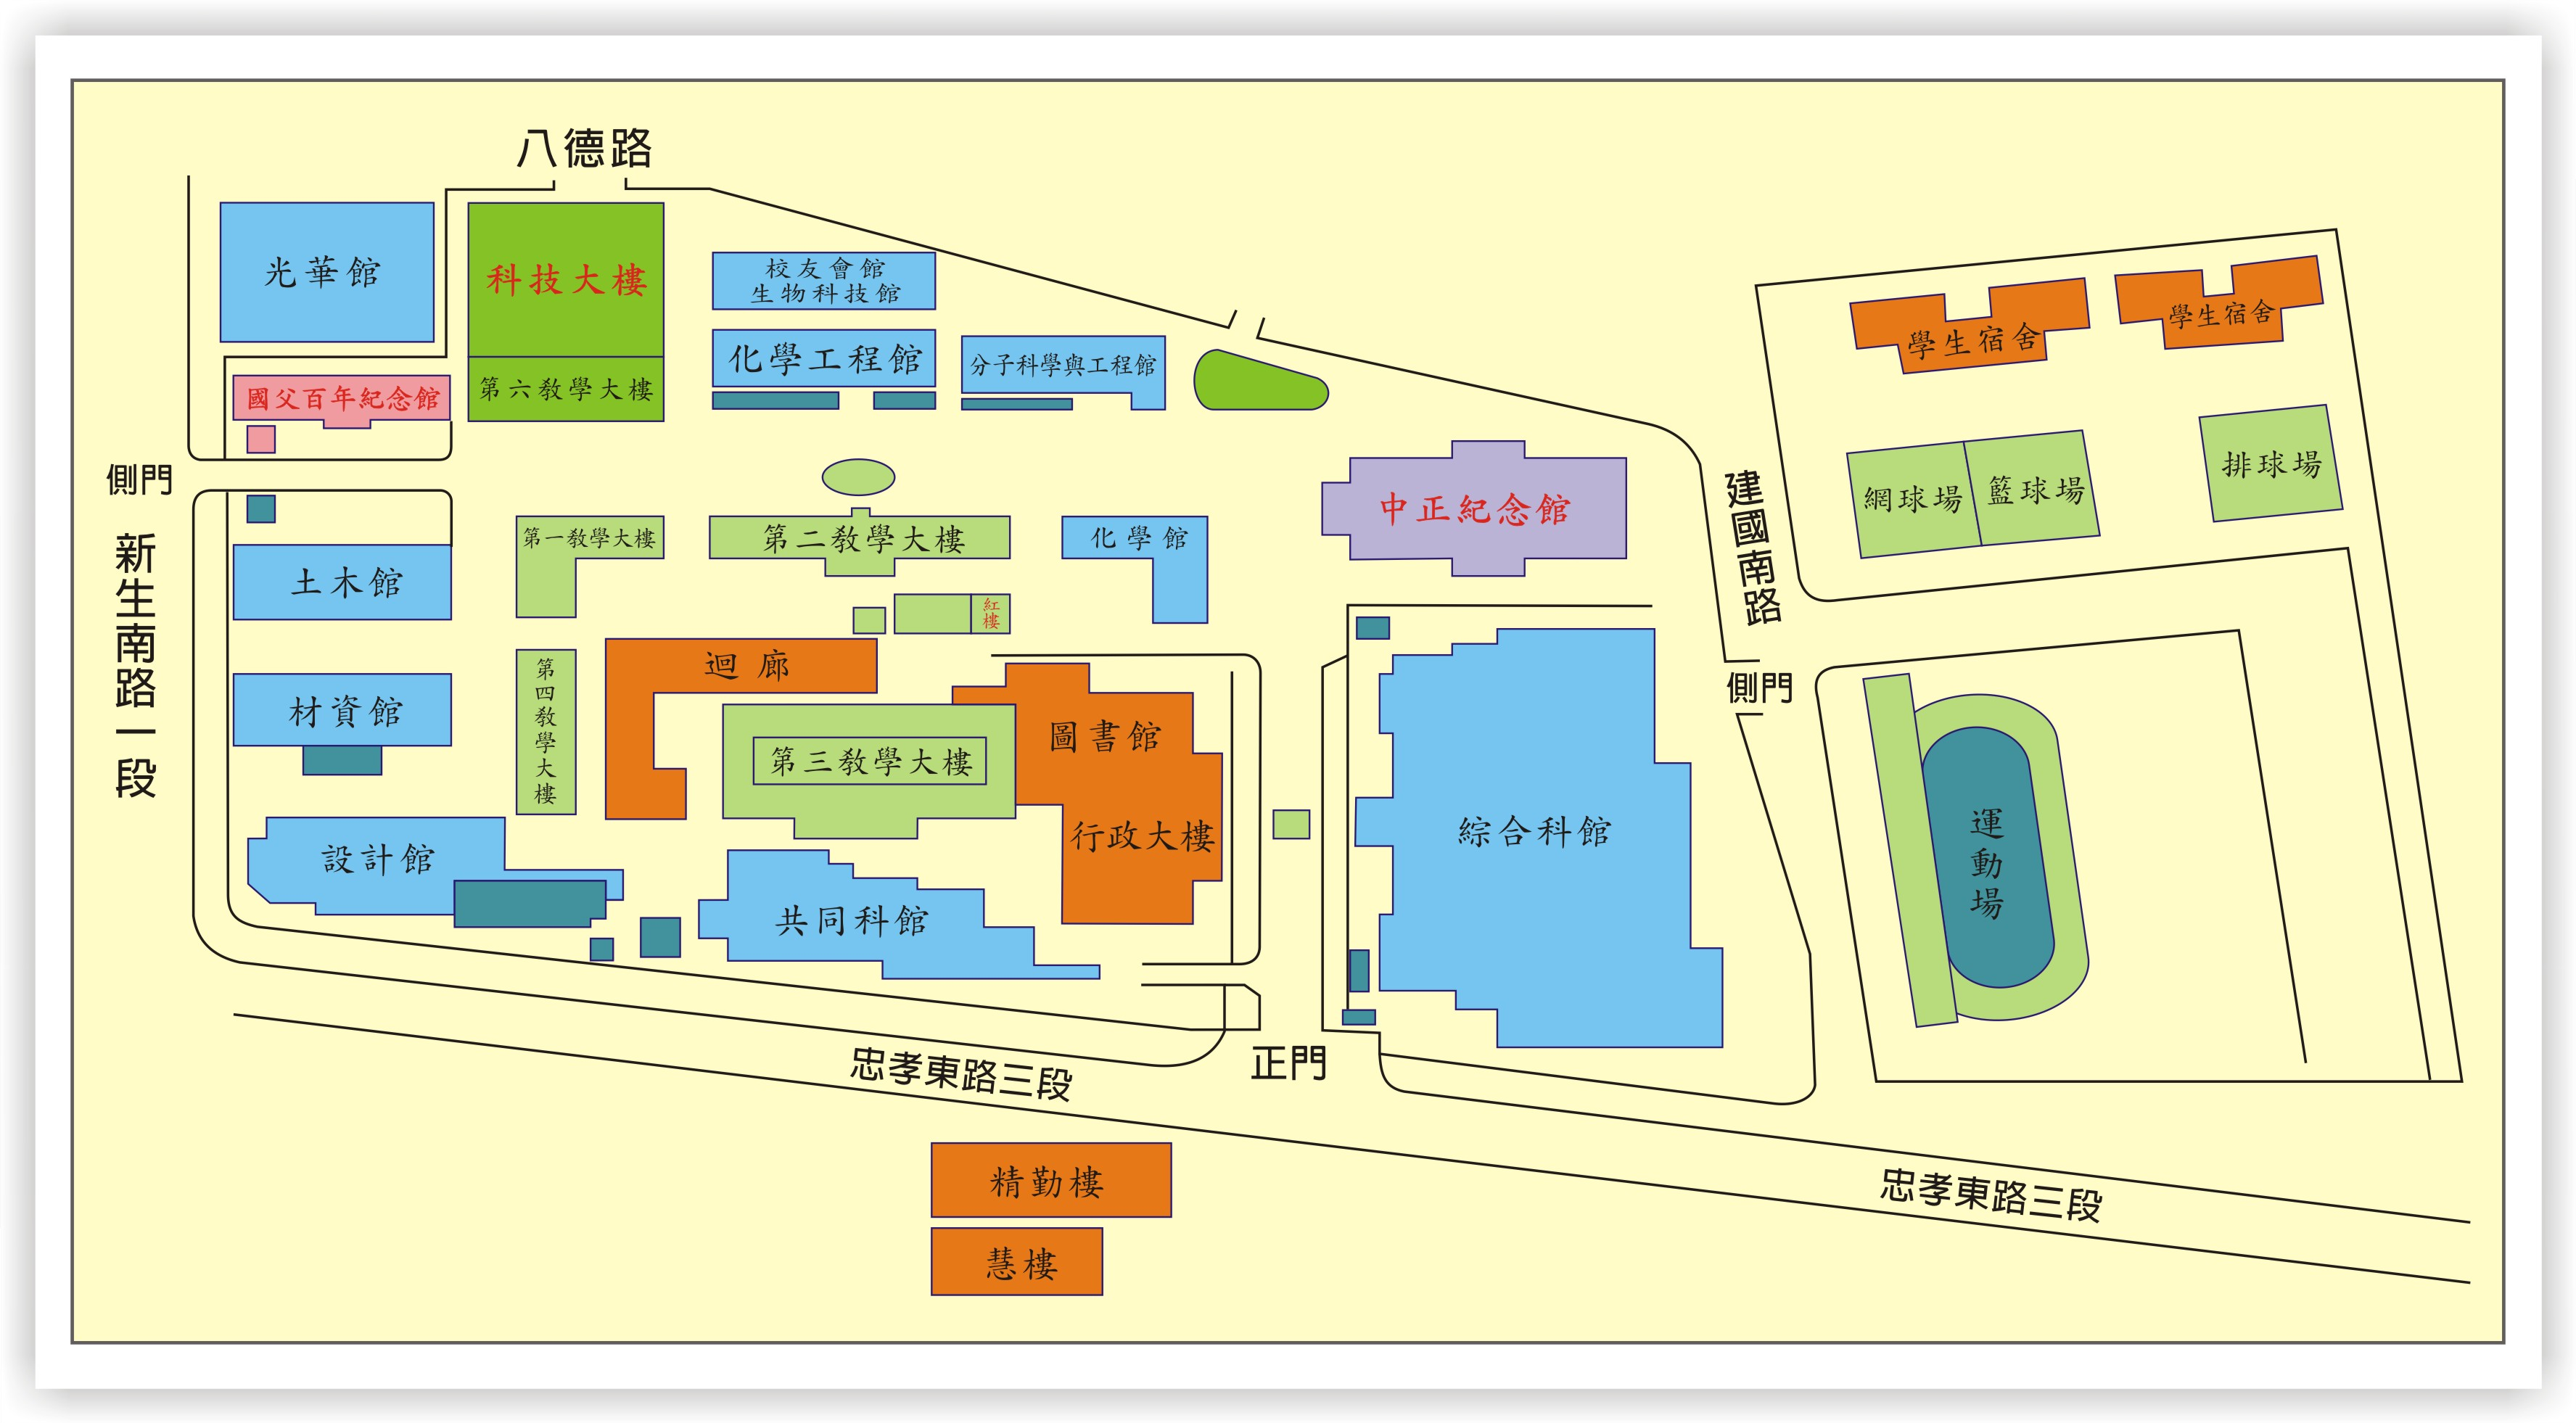 八德路
光華館
科技大樓
校友會館
生物科技館
學生宿舍
學生宿舍
化學工程館
分子科學與工程館
國父百年紀念館
第六教學大樓
側門
新生南路一段
中正紀念館
建國南路
網球場
籃球場
排球場
第一教學大樓
第二教學大樓
化學館
土木館
紅樓
迴廊
側門
材資館
第四教學大樓
第三教學大樓
圖書館
行政大樓
綜合科館
運動場
設計館
共同科館
忠孝東路三段
正門
精勤樓
忠孝東路三段
慧樓